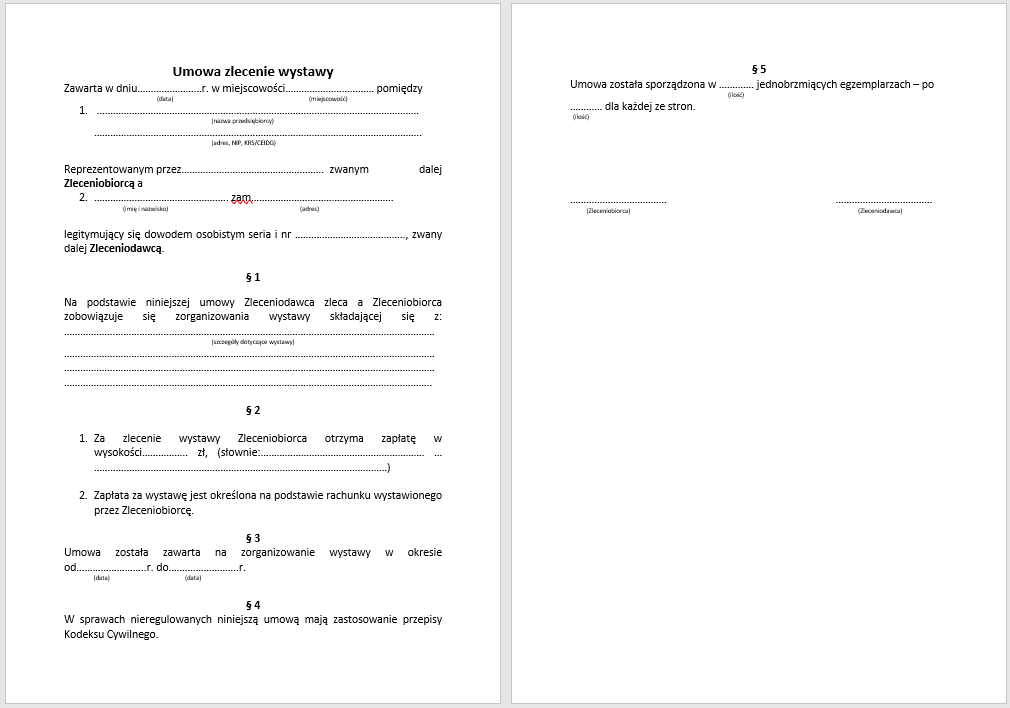 Umowa zlecenie wystawy
Zawarta w dniu........................r. w miejscowości................................. pomiędzy
(data) (miejscowość)
1. ........................................................................................................................
(nazwa przedsiębiorcy)
..........................................................................................................................
(adres, NIP, KRS/CEIDG)
Reprezentowanym przez..................................................... zwanym dalej
Zleceniobiorcą a
2. .................................................. zam.....................................................
(imię i nazwisko) (adres)
legitymujący się dowodem osobistym seria i nr .........................................., zwany
dalej Zleceniodawcą.
§ 1
Na podstawie niniejszej umowy Zleceniodawca zleca a Zleceniobiorca
zobowiązuje się zorganizowania wystawy składającej się z:
..........................................................................................................................................
(szczegóły dotyczące wystawy)
..........................................................................................................................................
..........................................................................................................................................
.........................................................................................................................................
§ 2
1. Za zlecenie wystawy Zleceniobiorca otrzyma zapłatę w
wysokości................. zł, (słownie:............................................................. ...
.............................................................................................................)
2. Zapłata za wystawę jest określona na podstawie rachunku wystawionego
przez Zleceniobiorcę.
§ 3
Umowa została zawarta na zorganizowanie wystawy w okresie
od..........................r. do..........................r.
(data) (data)
§ 4
W sprawach nieregulowanych niniejszą umową mają zastosowanie przepisy
Kodeksu Cywilnego.
§ 5
Umowa została sporządzona w ............. jednobrzmiących egzemplarzach – po
(ilość)
............ dla każdej ze stron.
(ilość)
.................................... ....................................
(Zleceniobiorca) (Zleceniodawca)